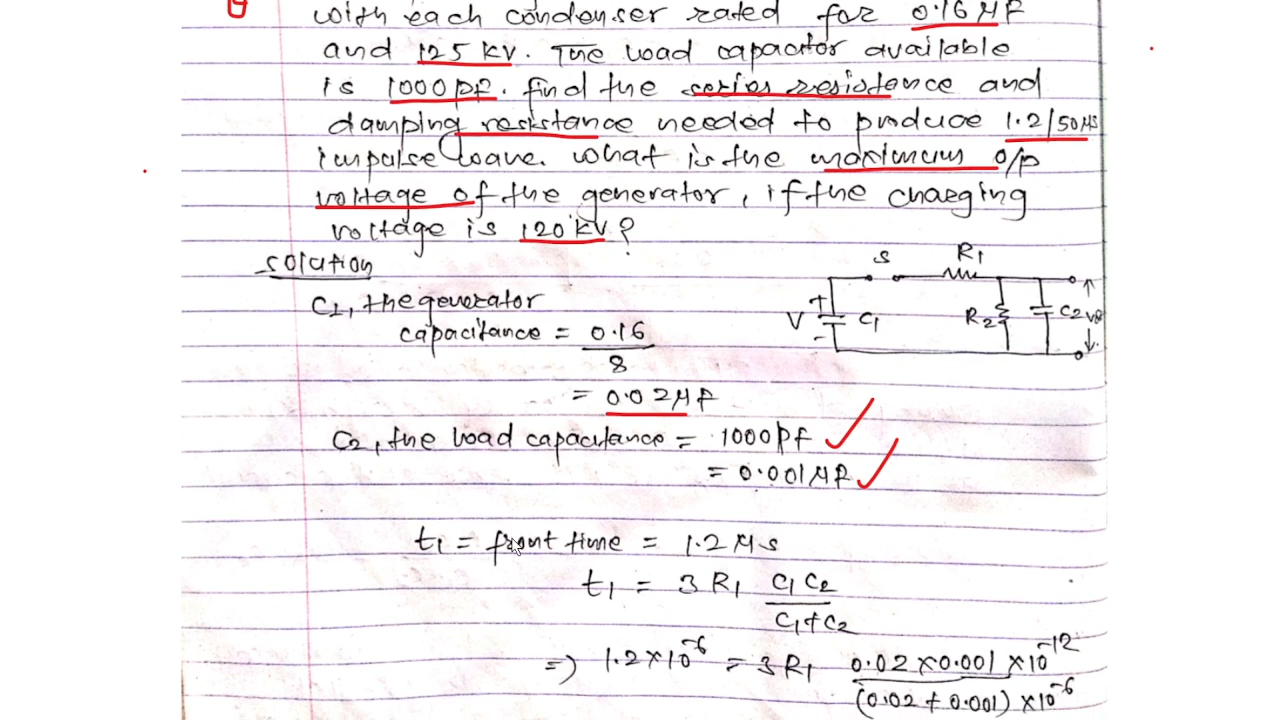 Q
with each condenser rated for 0.16 μF
and 125 KV. The load capacitor available
is 1000 pf. find the series resistance and
damping resistance needed to produce 1.2/50μs
impulse wave. what is the maximum o/p
voltage of the generator, if the charging
voltage is 120 kV?
solution
C1, the generator
capacitance = 0.16
8
= 0.02 μF
S R1
V + - C1 R2 C2 V0
C2, the load capacitance = 1000 pf
= 0.001 μF
t1 = front time = 1.2 μs
t1 = 3 R1 C1 C2
C1 + C2
=) 1.2×10^-6 = 3 R1 0.02 × 0.001 × 10^-12
(0.02 + 0.001) × 10^-6